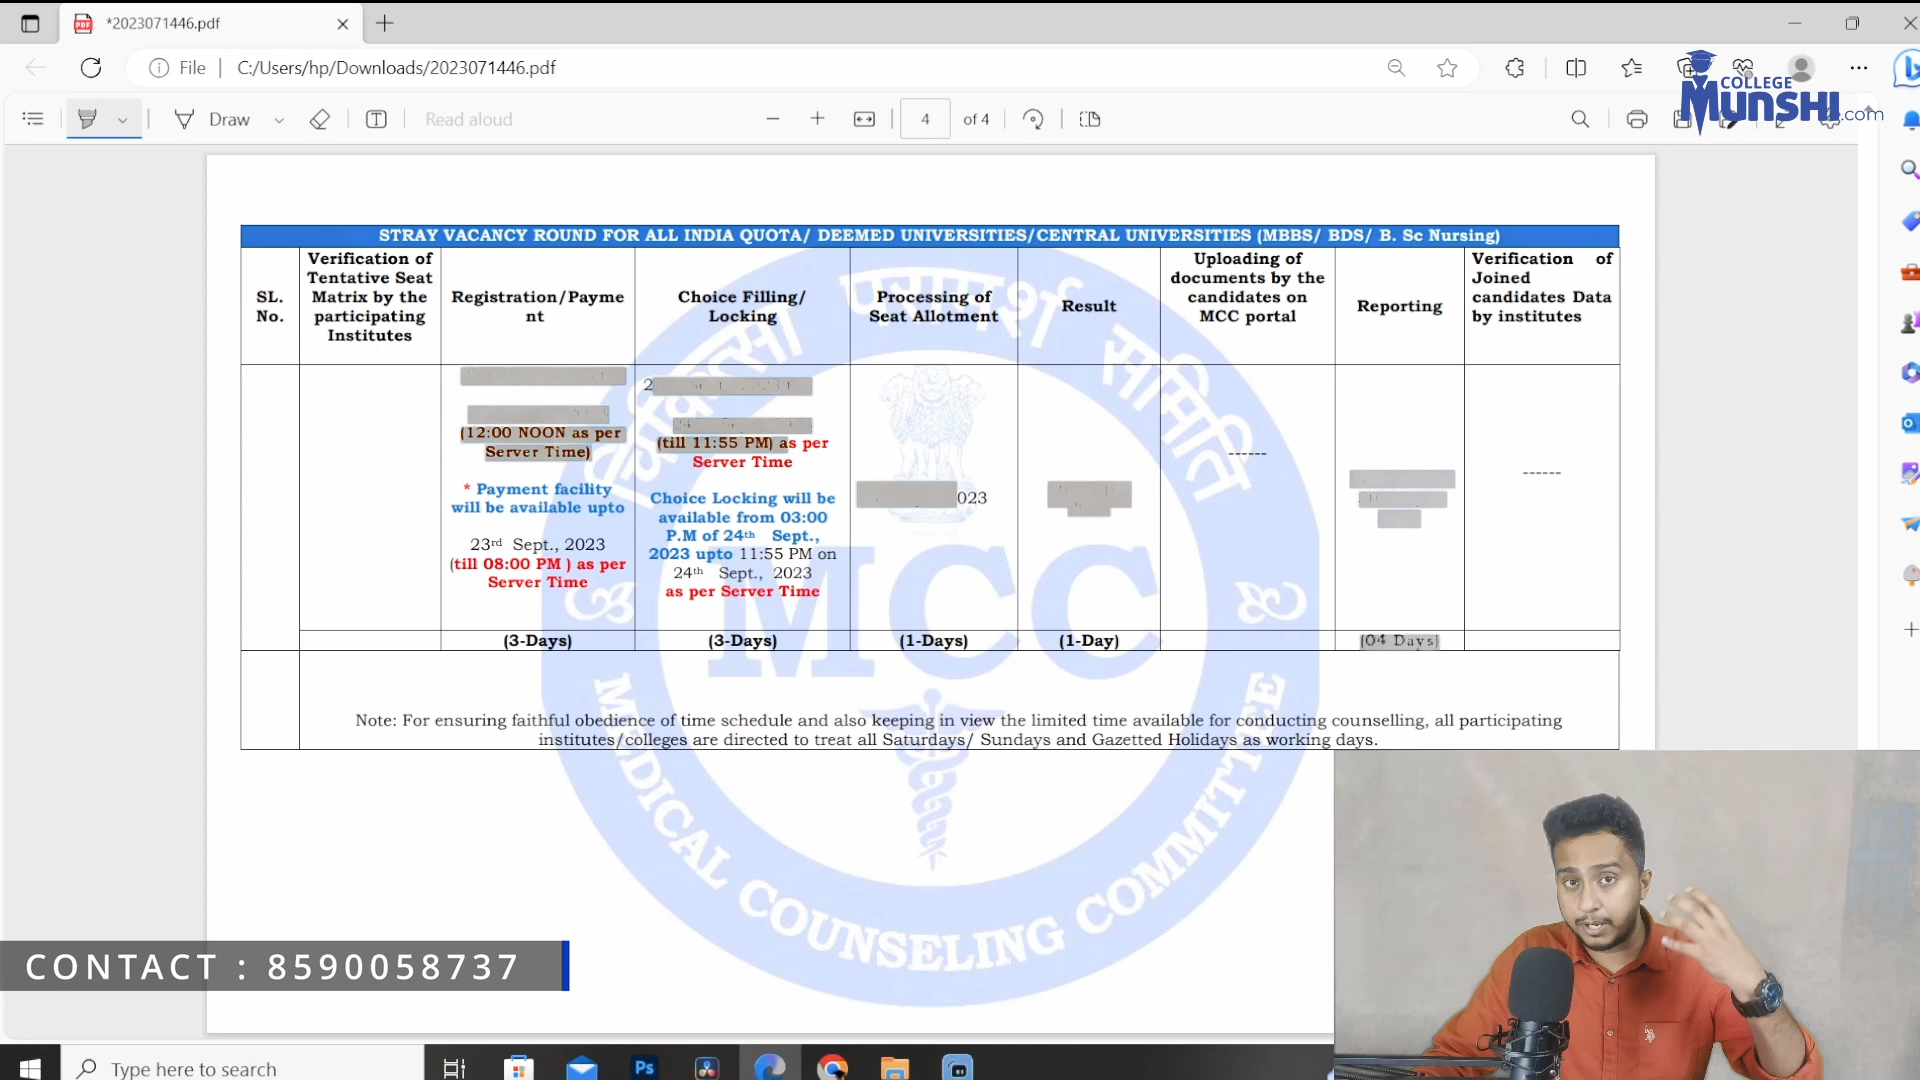 *2023071446.pdf
File
C:/Users/hp/Downloads/2023071446.pdf
COLLEGE
MUNSHI.com
Draw
Read aloud
4
of 4
STRAY VACANCY ROUND FOR ALL INDIA QUOTA/ DEEMED UNIVERSITIES/CENTRAL UNIVERSITIES (MBBS/ BDS/ B. Sc Nursing)
SL.
No.
Verification of
Tentative Seat
Matrix by the
participating
Institutes
Registration/Payme
nt
Choice Filling/
Locking
Processing of
Seat Allotment
Result
Uploading of
documents by the
candidates on
MCC portal
Reporting
Verification of
Joined
candidates Data
by institutes
(12:00 NOON as per
Server Time)
* Payment facility
will be available upto
23rd Sept., 2023
(till 08:00 PM ) as per
Server Time
2
(till 11:55 PM) as per
Server Time
Choice Locking will be
available from 03:00
P.M of 24th Sept.,
2023 upto 11:55 PM on
24th Sept., 2023
as per Server Time
023
------
------
(3-Days)
(3-Days)
(1-Days)
(1-Day)
(04 Days)
Note: For ensuring faithful obedience of time schedule and also keeping in view the limited time available for conducting counselling, all participating
institutes/colleges are directed to treat all Saturdays/ Sundays and Gazetted Holidays as working days.
चिकित्सा परामर्श समिति
MCC
MEDICAL COUNSELING COMMITTEE
CONTACT : 8590058737
Type here to search
Ps